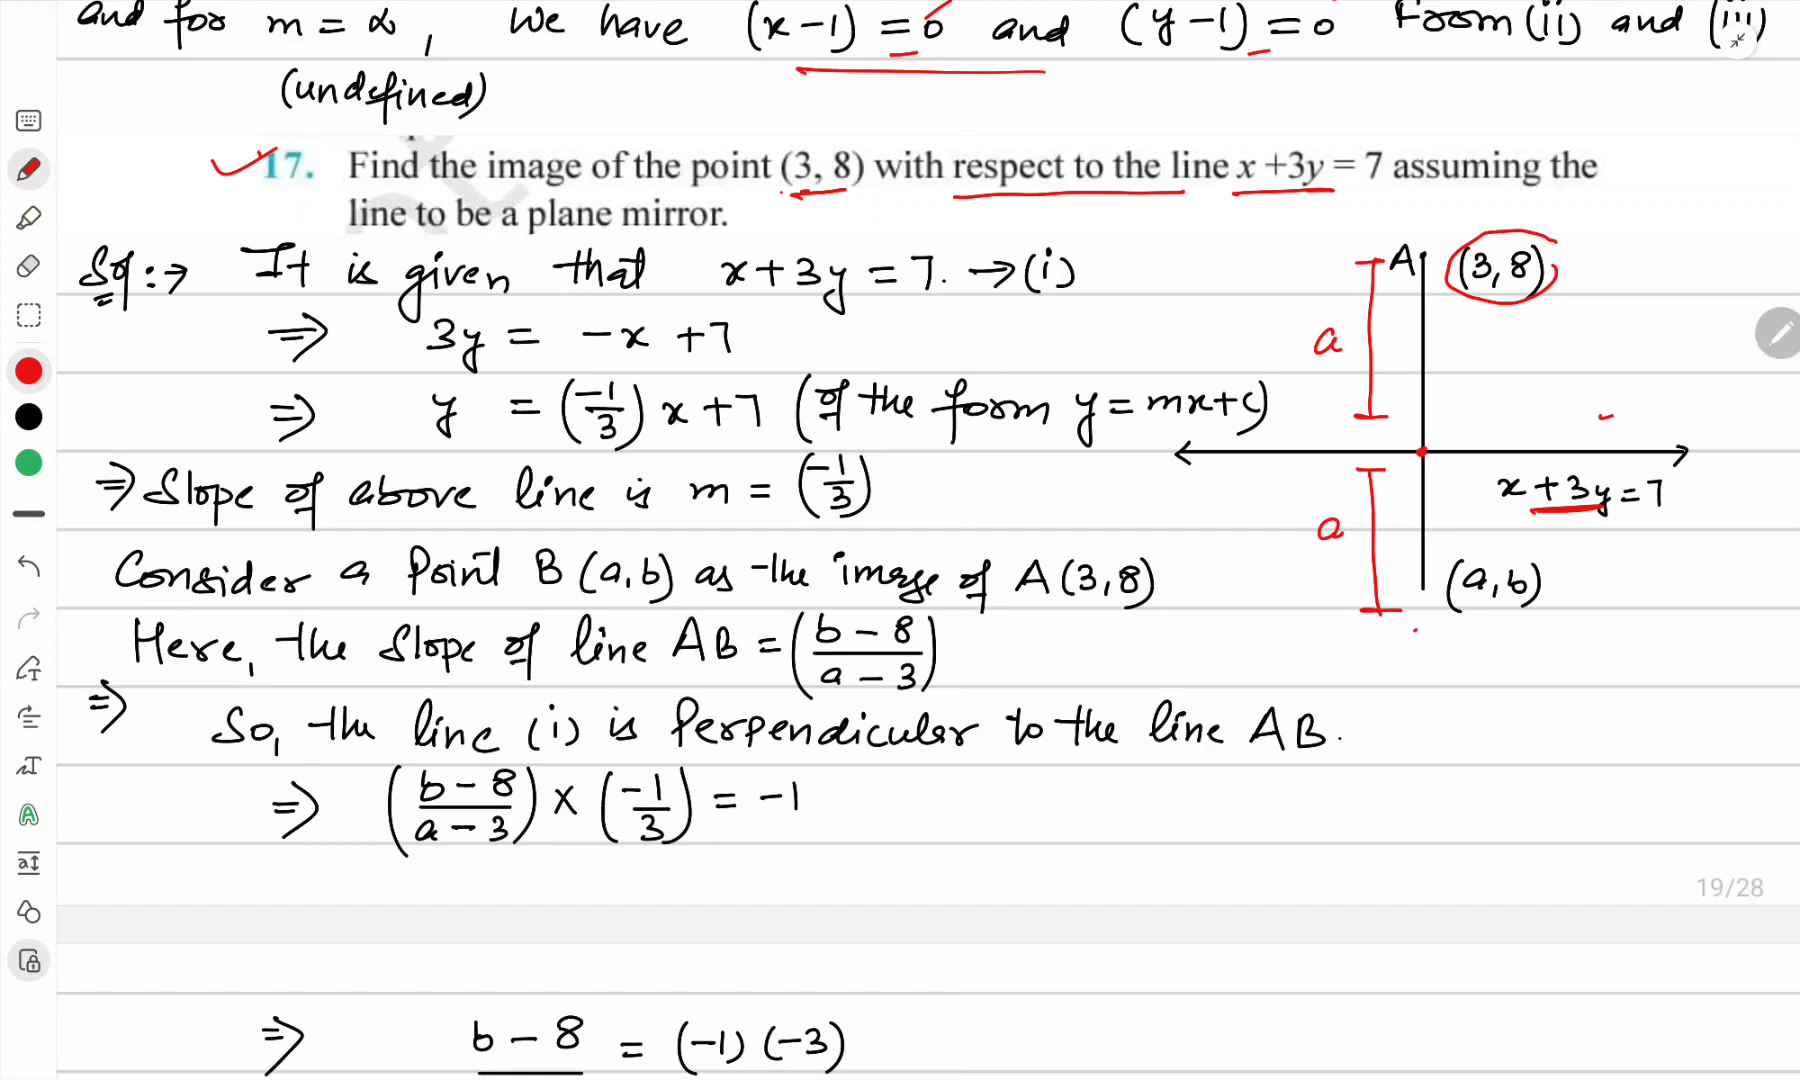 and for m = ∝, we have (x-1) = 0 and (y-1) = 0 From (ii) and (iii)
(undefined)
17. Find the image of the point (3, 8) with respect to the line x +3y = 7 assuming the
line to be a plane mirror.
Sol :→ It is given that x+3y = 7. →(i)
⇒ 3y = -x +7
⇒ y = (-1/3) x +7 (of the form y = mx+c)
⇒ Slope of above line is m = (-1/3)
Consider a Point B (a,b) as the image of A (3,8)
Here, the slope of line AB = (b-8/a-3)
⇒ So, the line (i) is Perpendicular to the line AB.
⇒ (b-8/a-3) × (-1/3) = -1
A (3,8)
a
x+3y=7
a
(a,b)
19/28
⇒ b-8 = (-1) (-3)